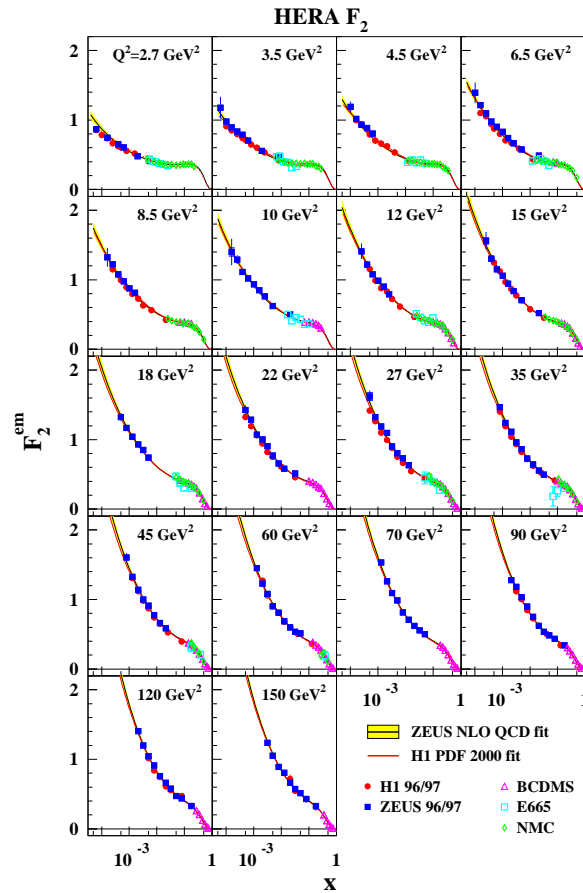 HERA F₂
Q²=2.7 GeV² 3.5 GeV² 4.5 GeV² 6.5 GeV²
2
1
0
8.5 GeV² 10 GeV² 12 GeV² 15 GeV²
2
1
0
18 GeV² 22 GeV² 27 GeV² 35 GeV²
2
1
0
F₂ᵉᵐ
45 GeV² 60 GeV² 70 GeV² 90 GeV²
2
1
0
120 GeV² 150 GeV²
2
1
0
10⁻³ 1 10⁻³ 1
10⁻³ 1 10⁻³ 1
ZEUS NLO QCD fit
H1 PDF 2000 fit
H1 96/97 BCDMS
ZEUS 96/97 E665
NMC
x